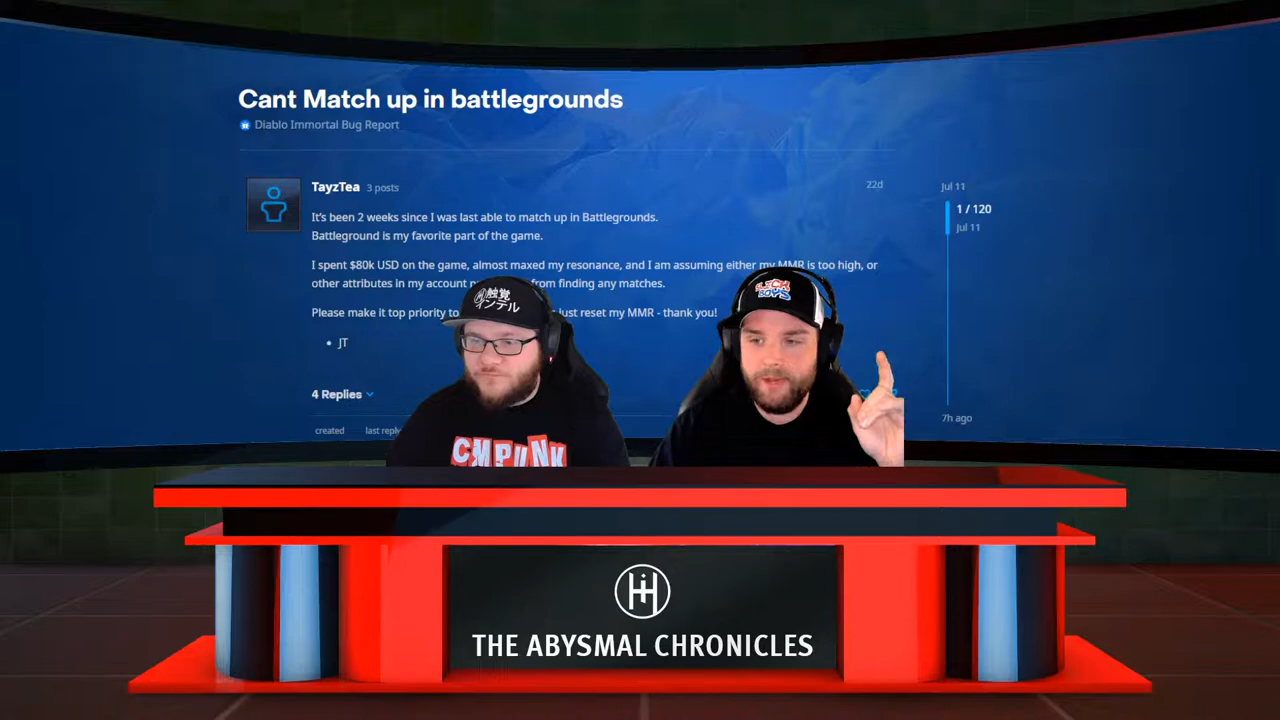 Cant Match up in battlegrounds
Diablo Immortal Bug Report
TayzTea 3 posts
22d
Jul 11
1 / 120
Jul 11
It's been 2 weeks since I was last able to match up in Battlegrounds.
Battleground is my favorite part of the game.
I spent $80k USD on the game, almost maxed my resonance, and I am assuming either my MMR is too high, or
other attributes in my account from finding any matches.
Please make it top priority to just reset my MMR - thank you!
• JT
触覚
インテル
4 Replies
7h ago
created last reply
CM PUNK
HiH
THE ABYSMAL CHRONICLES